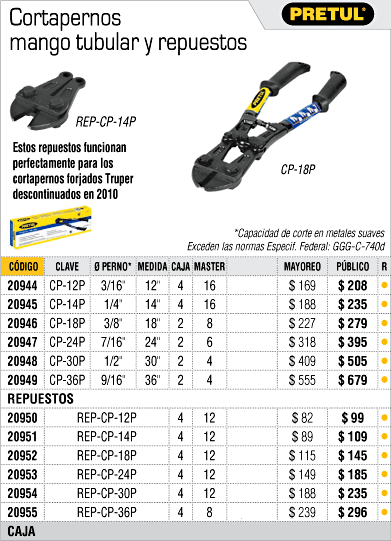 Cortapernos
mango tubular y repuestos
PRETUL®
REP-CP-14P
Estos repuestos funcionan
perfectamente para los
cortapernos forjados Truper
descontinuados en 2010
PRETUL
CP-18P
*Capacidad de corte en metales suaves
Exceden las normas Especif. Federal: GGG-C-740d
CÓDIGO CLAVE Ø PERNO* MEDIDA CAJA MASTER MAYOREO PÚBLICO R
20944 CP-12P 3/16" 12" 4 16 $ 169 $ 208
20945 CP-14P 1/4" 14" 4 16 $ 188 $ 235
20946 CP-18P 3/8" 18" 2 8 $ 227 $ 279
20947 CP-24P 7/16" 24" 2 6 $ 318 $ 395
20948 CP-30P 1/2" 30" 2 4 $ 409 $ 505
20949 CP-36P 9/16" 36" 2 4 $ 555 $ 679
REPUESTOS
20950 REP-CP-12P 4 12 $ 82 $ 99
20951 REP-CP-14P 4 12 $ 89 $ 109
20952 REP-CP-18P 4 12 $ 115 $ 145
20953 REP-CP-24P 4 12 $ 149 $ 185
20954 REP-CP-30P 4 12 $ 188 $ 235
20955 REP-CP-36P 4 8 $ 239 $ 296
CAJA